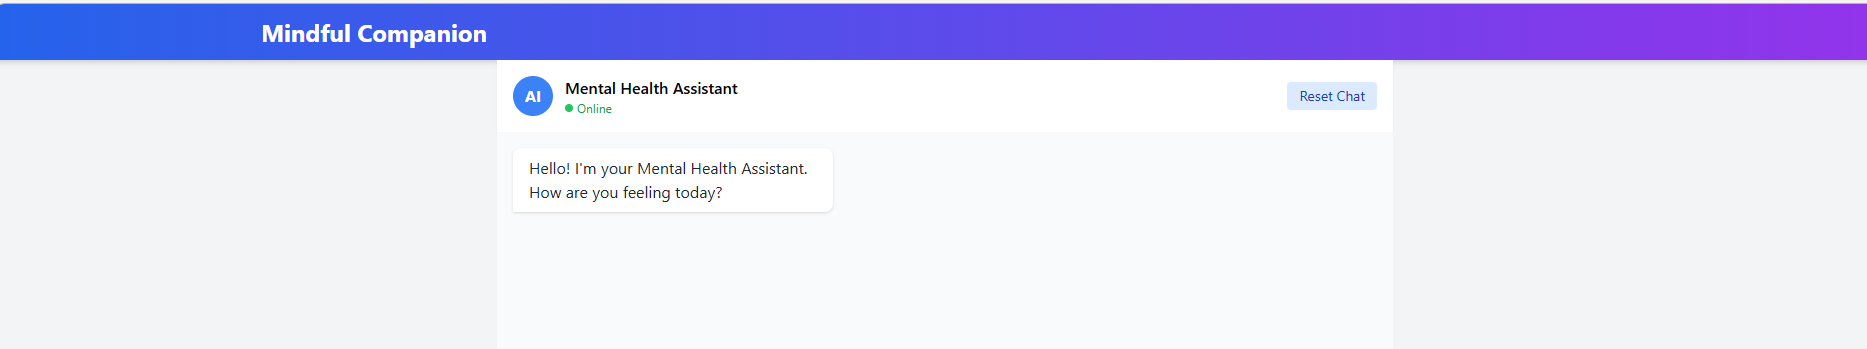 Mindful Companion
AI
Mental Health Assistant
Online
Reset Chat
Hello! I'm your Mental Health Assistant.
How are you feeling today?